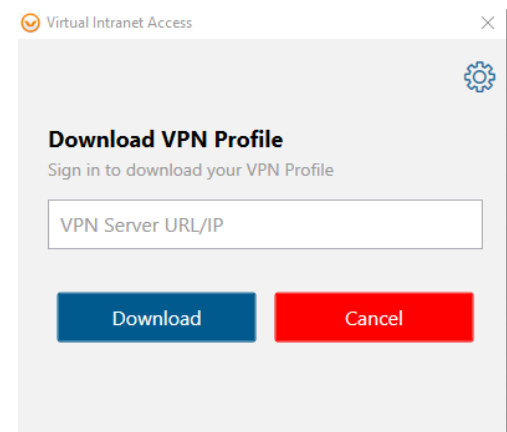 Virtual Intranet Access
Download VPN Profile
Sign in to download your VPN Profile
VPN Server URL/IP
Download
Cancel